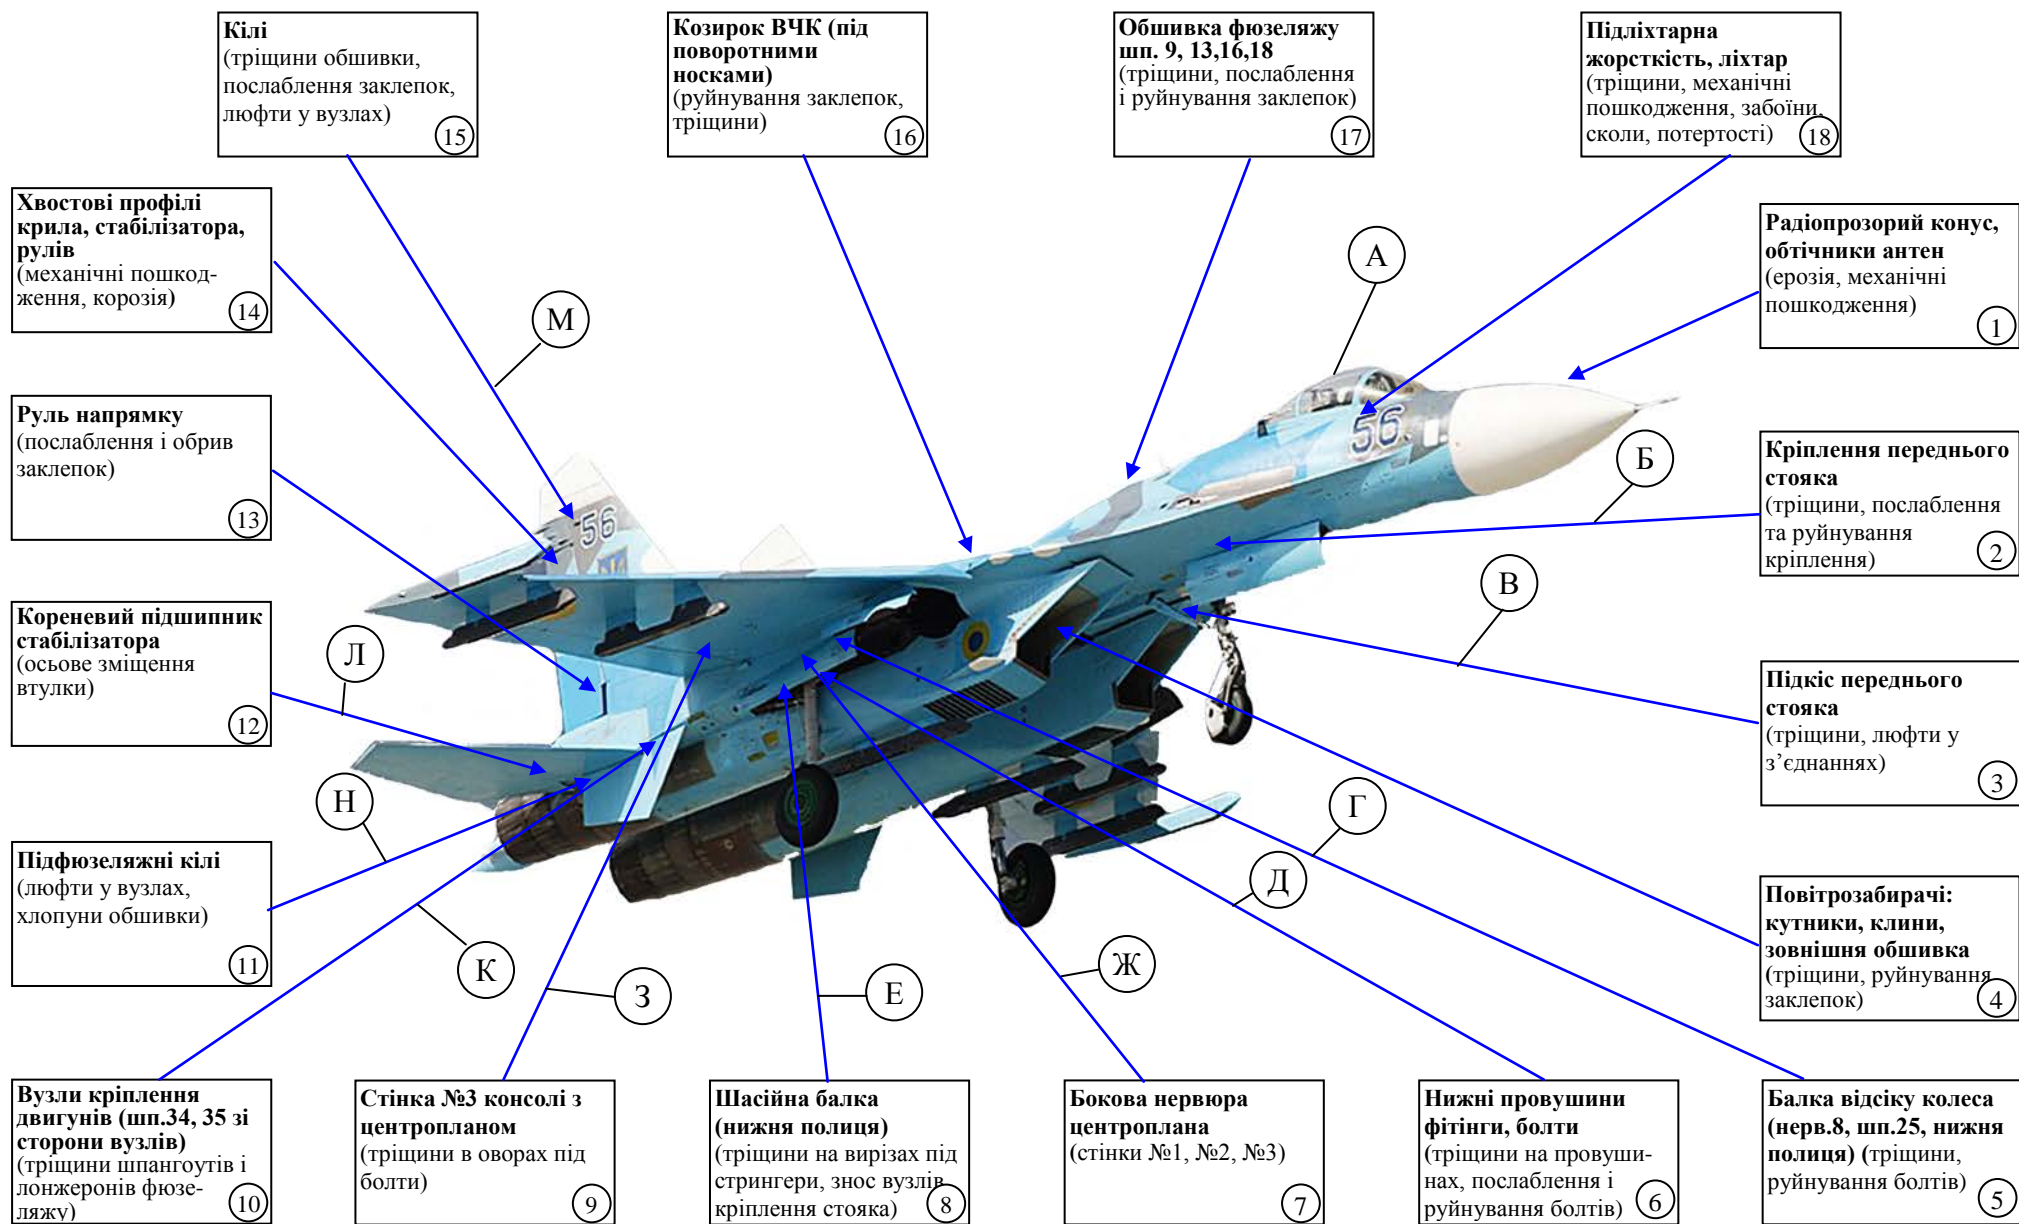 Кілі
(тріщини обшивки,
послаблення заклепок,
люфти у вузлах)
15
Козирок ВЧК (під
поворотними
носками)
(руйнування заклепок,
тріщини)
16
Обшивка фюзеляжу
шп. 9, 13,16,18
(тріщини, послаблення
і руйнування заклепок)
17
Підліхтарна
жорсткість, ліхтар
(тріщини, механічні
пошкодження, забоїни,
сколи, потертості)
18
Хвостові профілі
крила, стабілізатора,
рулів
(механічні пошкод-
ження, корозія)
14
Радіопрозорий конус,
обтічники антен
(ерозія, механічні
пошкодження)
1
А
М
Руль напрямку
(послаблення і обрив
заклепок)
13
56
56
Б
Кріплення переднього
стояка
(тріщини, послаблення
та руйнування
кріплення)
2
В
Кореневий підшипник
стабілізатора
(осьове зміщення
втулки)
12
Л
Підкіс переднього
стояка
(тріщини, люфти у
з’єднаннях)
3
Н
Г
Д
Підфюзеляжні кілі
(люфти у вузлах,
хлопуни обшивки)
11
К
З
Е
Ж
Повітрозабирачі:
кутники, клини,
зовнішня обшивка
(тріщини, руйнування
заклепок)
4
Вузли кріплення
двигунів (шп.34, 35 зі
сторони вузлів)
(тріщини шпангоутів і
лонжеронів фюзе-
ляжу)
10
Стінка №3 консолі з
центропланом
(тріщини в оворах під
болти)
9
Шасійна балка
(нижня полиця)
(тріщини на вирізах під
стрингери, знос вузлів
кріплення стояка)
8
Бокова нервюра
центроплана
(стінки №1, №2, №3)
7
Нижні провушини
фітінги, болти
(тріщини на провуши-
нах, послаблення і
руйнування болтів)
6
Балка відсіку колеса
(нерв.8, шп.25, нижня
полиця) (тріщини,
руйнування болтів)
5